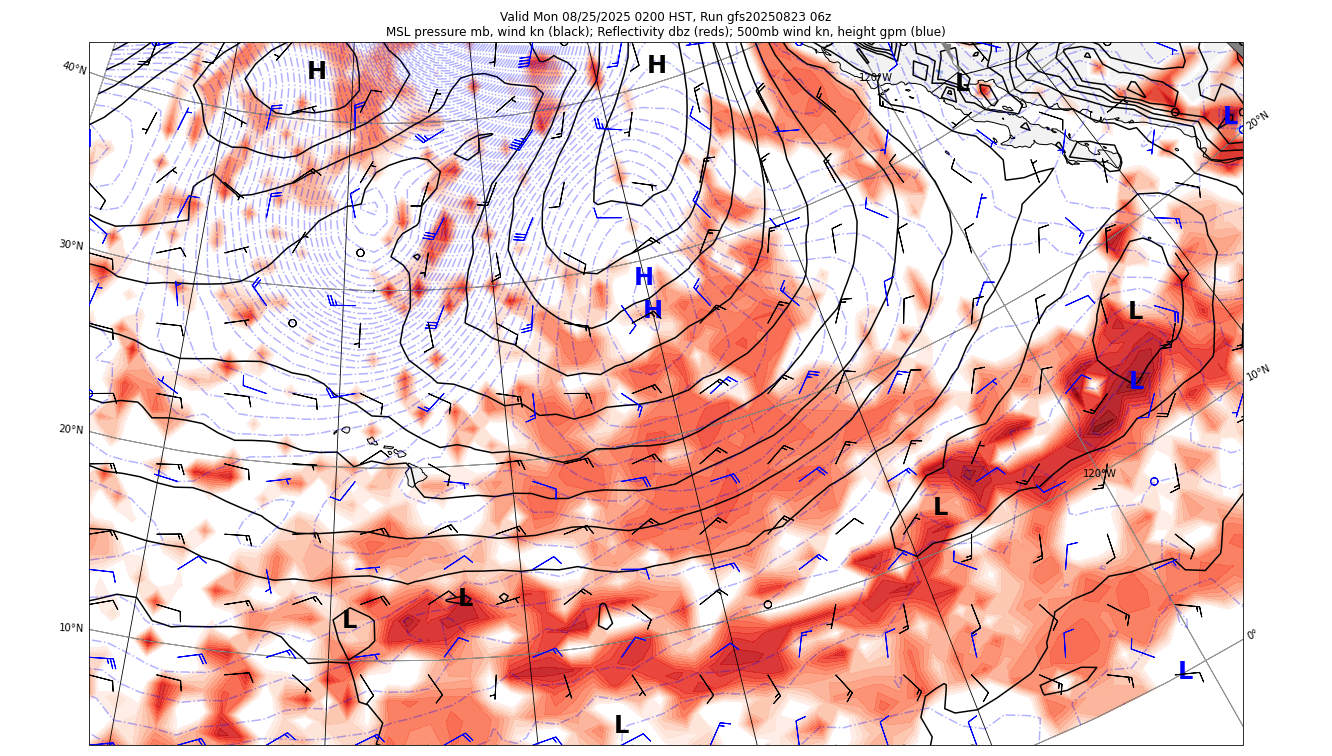 Valid Mon 08/25/2025 0200 HST, Run gfs20250823 06z
MSL pressure mb, wind kn (black); Reflectivity dbz (reds); 500mb wind kn, height gpm (blue)
H
H
L
120°W
40°N
L
20°N
30°N
H
H
L
L
10°N
20°N
120°W
L
L
L
10°N
0°
L
L